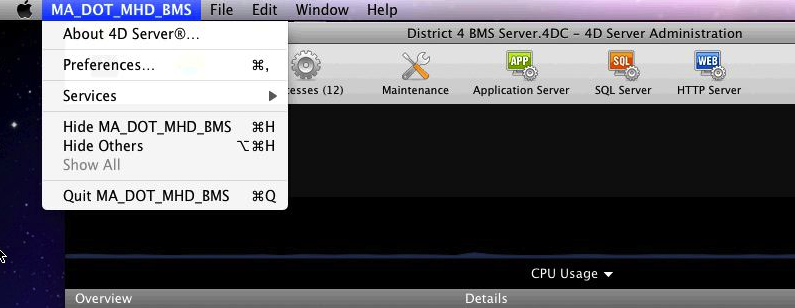 MA_DOT_MHD_BMS File Edit Window Help
About 4D Server®...
District 4 BMS Server.4DC – 4D Server Administration
Preferences... ⌘,
Services ▶
esses (12) Maintenance Application Server SQL Server HTTP Server
APP SQL WEB
Hide MA_DOT_MHD_BMS ⌘H
Hide Others ⌥⌘H
Show All
Quit MA_DOT_MHD_BMS ⌘Q
CPU Usage ▼
Overview Details